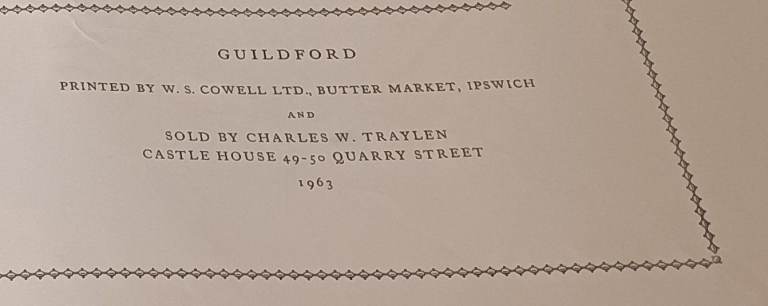 GUILDFORD
PRINTED BY W. S. COWELL LTD., BUTTER MARKET, IPSWICH
AND
SOLD BY CHARLES W. TRAYLEN
CASTLE HOUSE 49-50 QUARRY STREET
1963